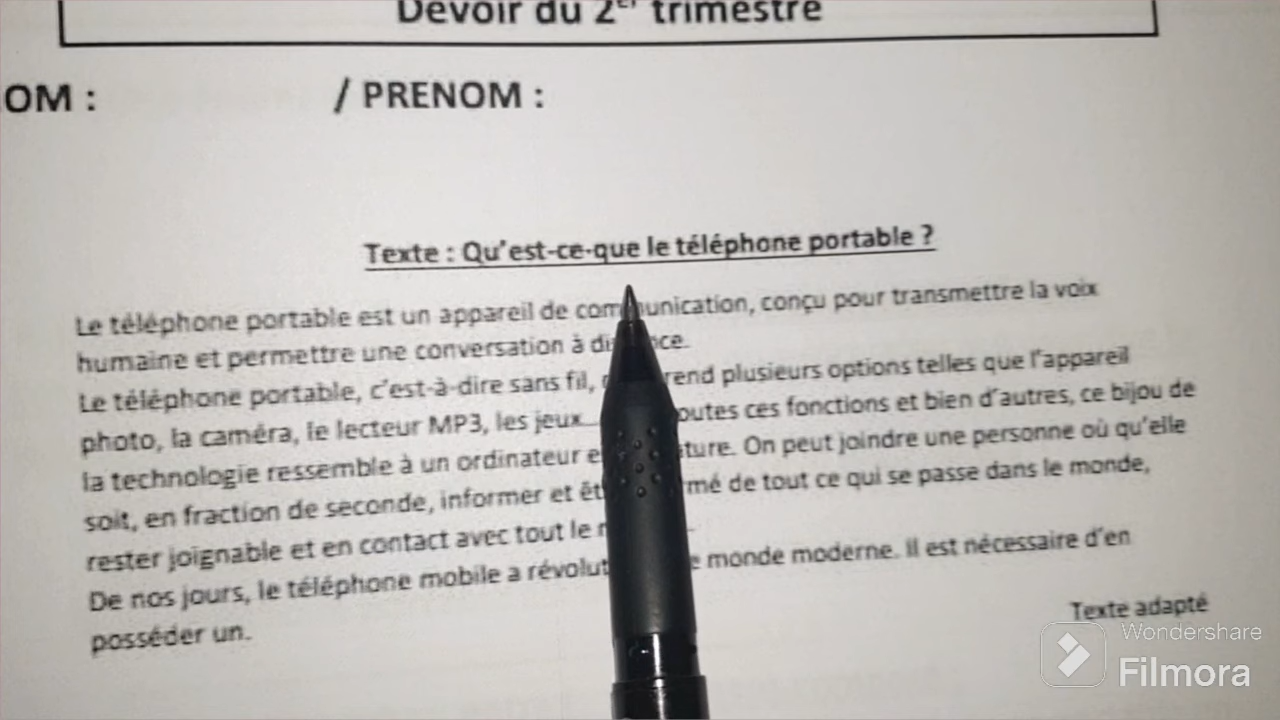 Devoir du 2er trimestre
OM : / PRENOM :
Texte : Qu'est-ce-que le téléphone portable ?
Le téléphone portable est un appareil de communication, conçu pour transmettre la voix
humaine et permettre une conversation à distance.
Le téléphone portable, c'est-à-dire sans fil, rend plusieurs options telles que l'appareil
photo, la caméra, le lecteur MP3, les jeux... outes ces fonctions et bien d'autres, ce bijou de
la technologie ressemble à un ordinateur e ture. On peut joindre une personne où qu'elle
soit, en fraction de seconde, informer et êt rmé de tout ce qui se passe dans le monde,
rester joignable et en contact avec tout le
De nos jours, le téléphone mobile a révolut e monde moderne. Il est nécessaire d'en
posséder un.
Texte adapté
Wondershare
Filmora